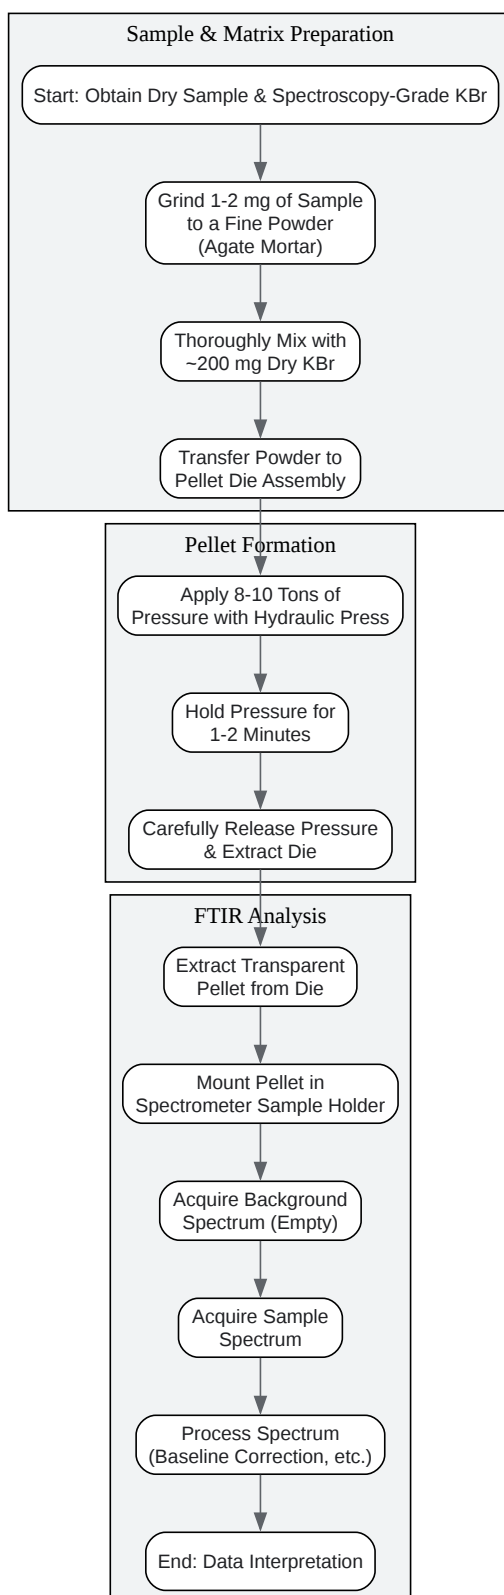 Sample & Matrix Preparation
Start: Obtain Dry Sample & Spectroscopy-Grade KBr
Grind 1-2 mg of Sample
to a Fine Powder
(Agate Mortar)
Thoroughly Mix with
~200 mg Dry KBr
Transfer Powder to
Pellet Die Assembly
Pellet Formation
Apply 8-10 Tons of
Pressure with Hydraulic Press
Hold Pressure for
1-2 Minutes
Carefully Release Pressure
& Extract Die
FTIR Analysis
Extract Transparent
Pellet from Die
Mount Pellet in
Spectrometer Sample Holder
Acquire Background
Spectrum (Empty)
Acquire Sample
Spectrum
Process Spectrum
(Baseline Correction, etc.)
End: Data Interpretation